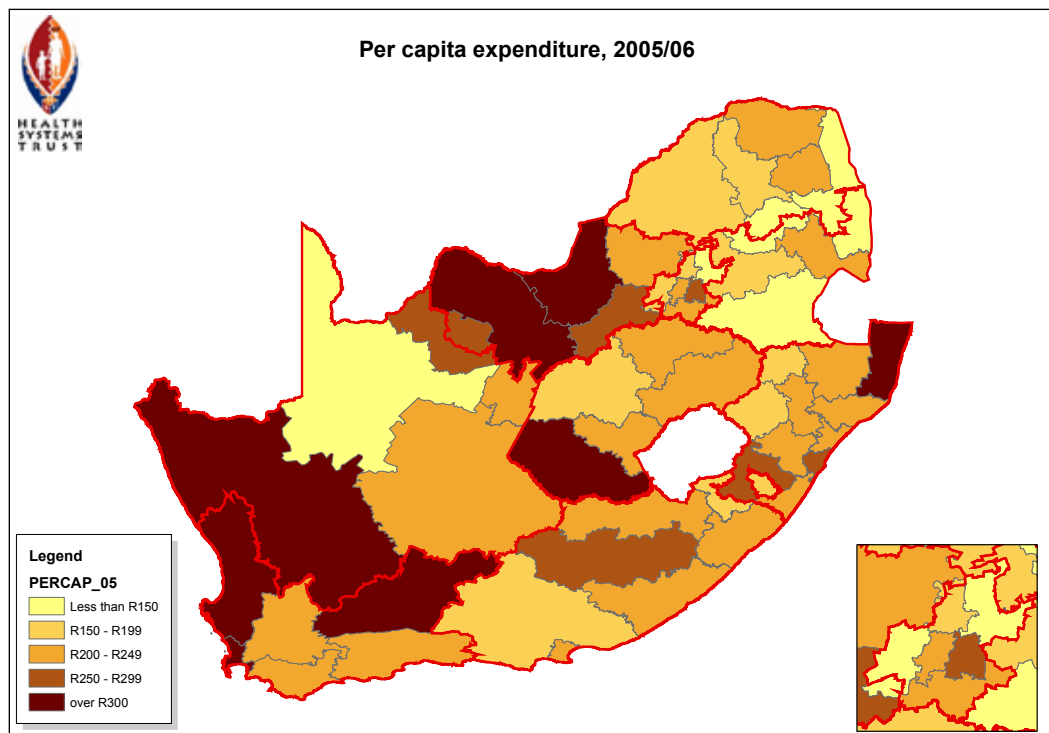 HEALTH
SYSTEMS
TRUST
Per capita expenditure, 2005/06
Legend
PERCAP_05
Less than R150
R150 - R199
R200 - R249
R250 - R299
over R300